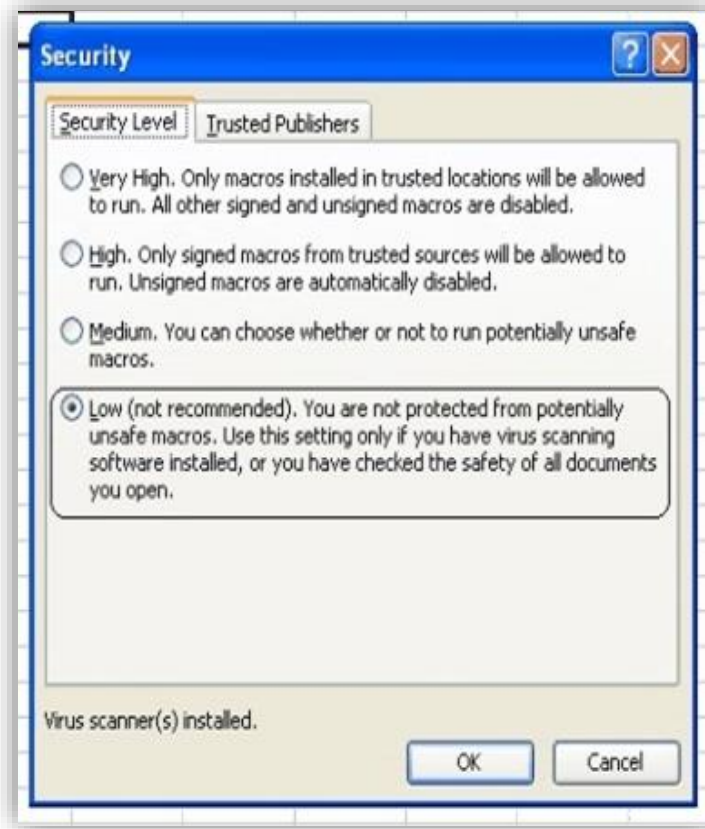 Security
Security Level
Trusted Publishers
Very High. Only macros installed in trusted locations will be allowed
to run. All other signed and unsigned macros are disabled.
High. Only signed macros from trusted sources will be allowed to
run. Unsigned macros are automatically disabled.
Medium. You can choose whether or not to run potentially unsafe
macros.
Low (not recommended). You are not protected from potentially
unsafe macros. Use this setting only if you have virus scanning
software installed, or you have checked the safety of all documents
you open.
Virus scanner(s) installed.
OK
Cancel